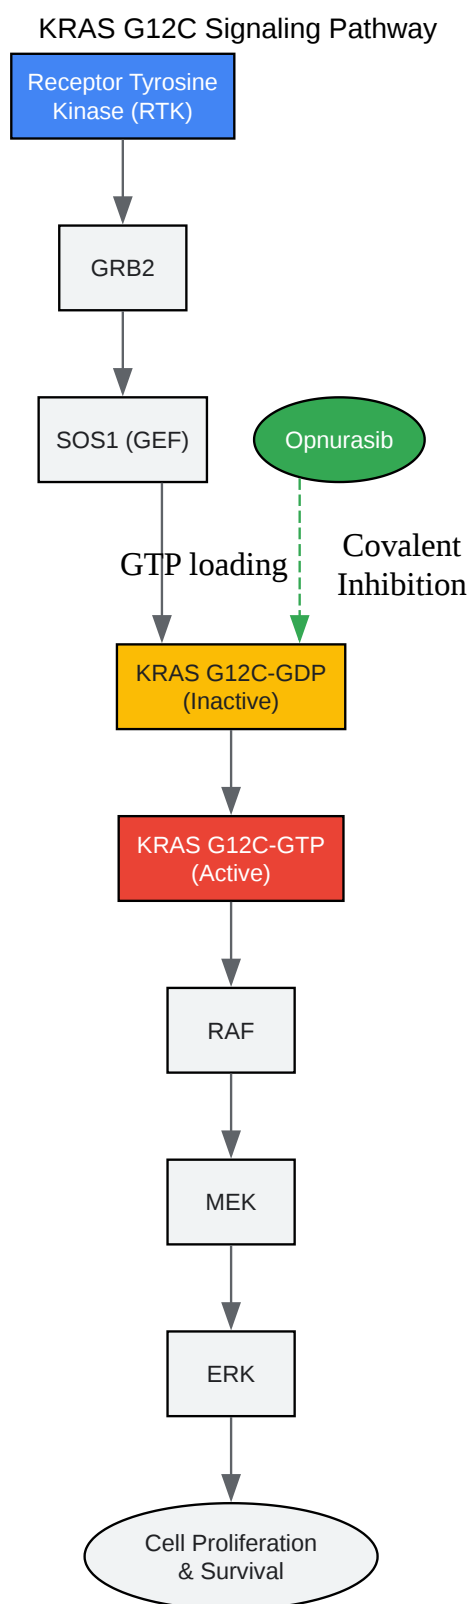 KRAS G12C Signaling Pathway
Receptor Tyrosine
Kinase (RTK)
GRB2
SOS1 (GEF)
Opnurasib
GTP loading
Covalent
Inhibition
KRAS G12C-GDP
(Inactive)
KRAS G12C-GTP
(Active)
RAF
MEK
ERK
Cell Proliferation
& Survival